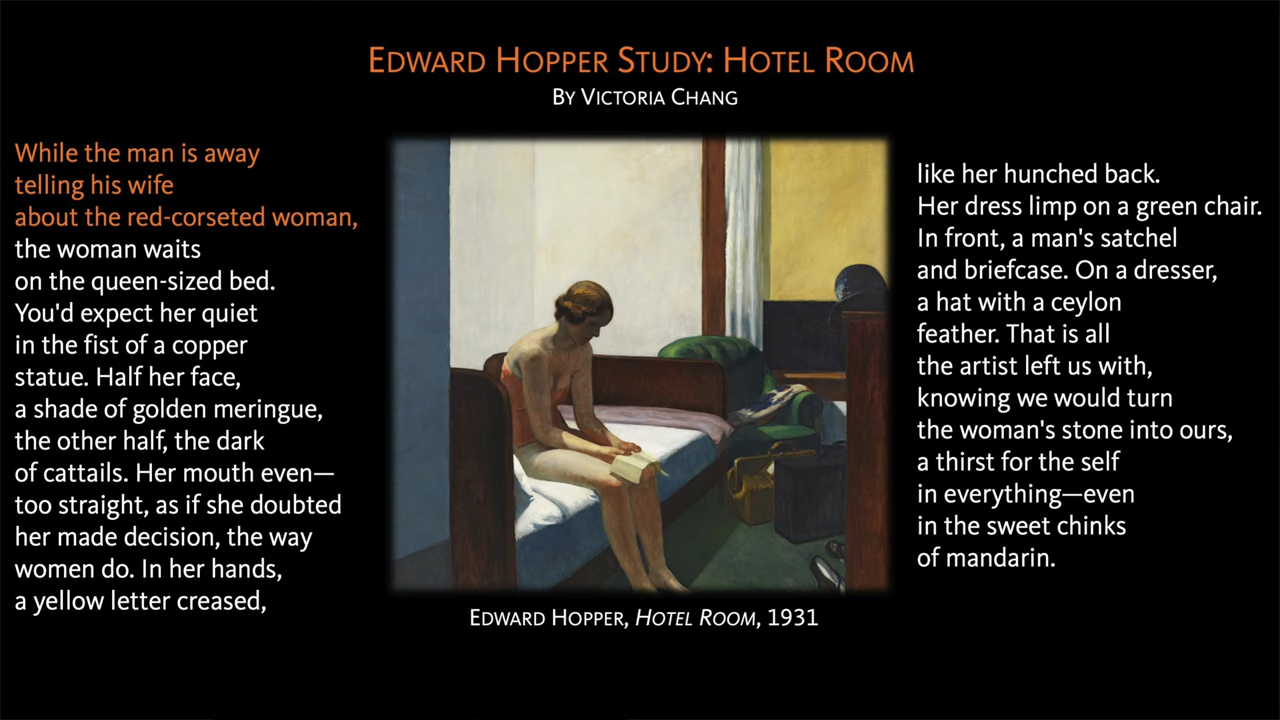 EDWARD HOPPER STUDY: HOTEL ROOM
BY VICTORIA CHANG
While the man is away
telling his wife
about the red-corseted woman,
the woman waits
on the queen-sized bed.
You'd expect her quiet
in the fist of a copper
statue. Half her face,
a shade of golden meringue,
the other half, the dark
of cattails. Her mouth even—
too straight, as if she doubted
her made decision, the way
women do. In her hands,
a yellow letter creased,
like her hunched back.
Her dress limp on a green chair.
In front, a man's satchel
and briefcase. On a dresser,
a hat with a ceylon
feather. That is all
the artist left us with,
knowing we would turn
the woman's stone into ours,
a thirst for the self
in everything—even
in the sweet chinks
of mandarin.
EDWARD HOPPER, HOTEL ROOM, 1931